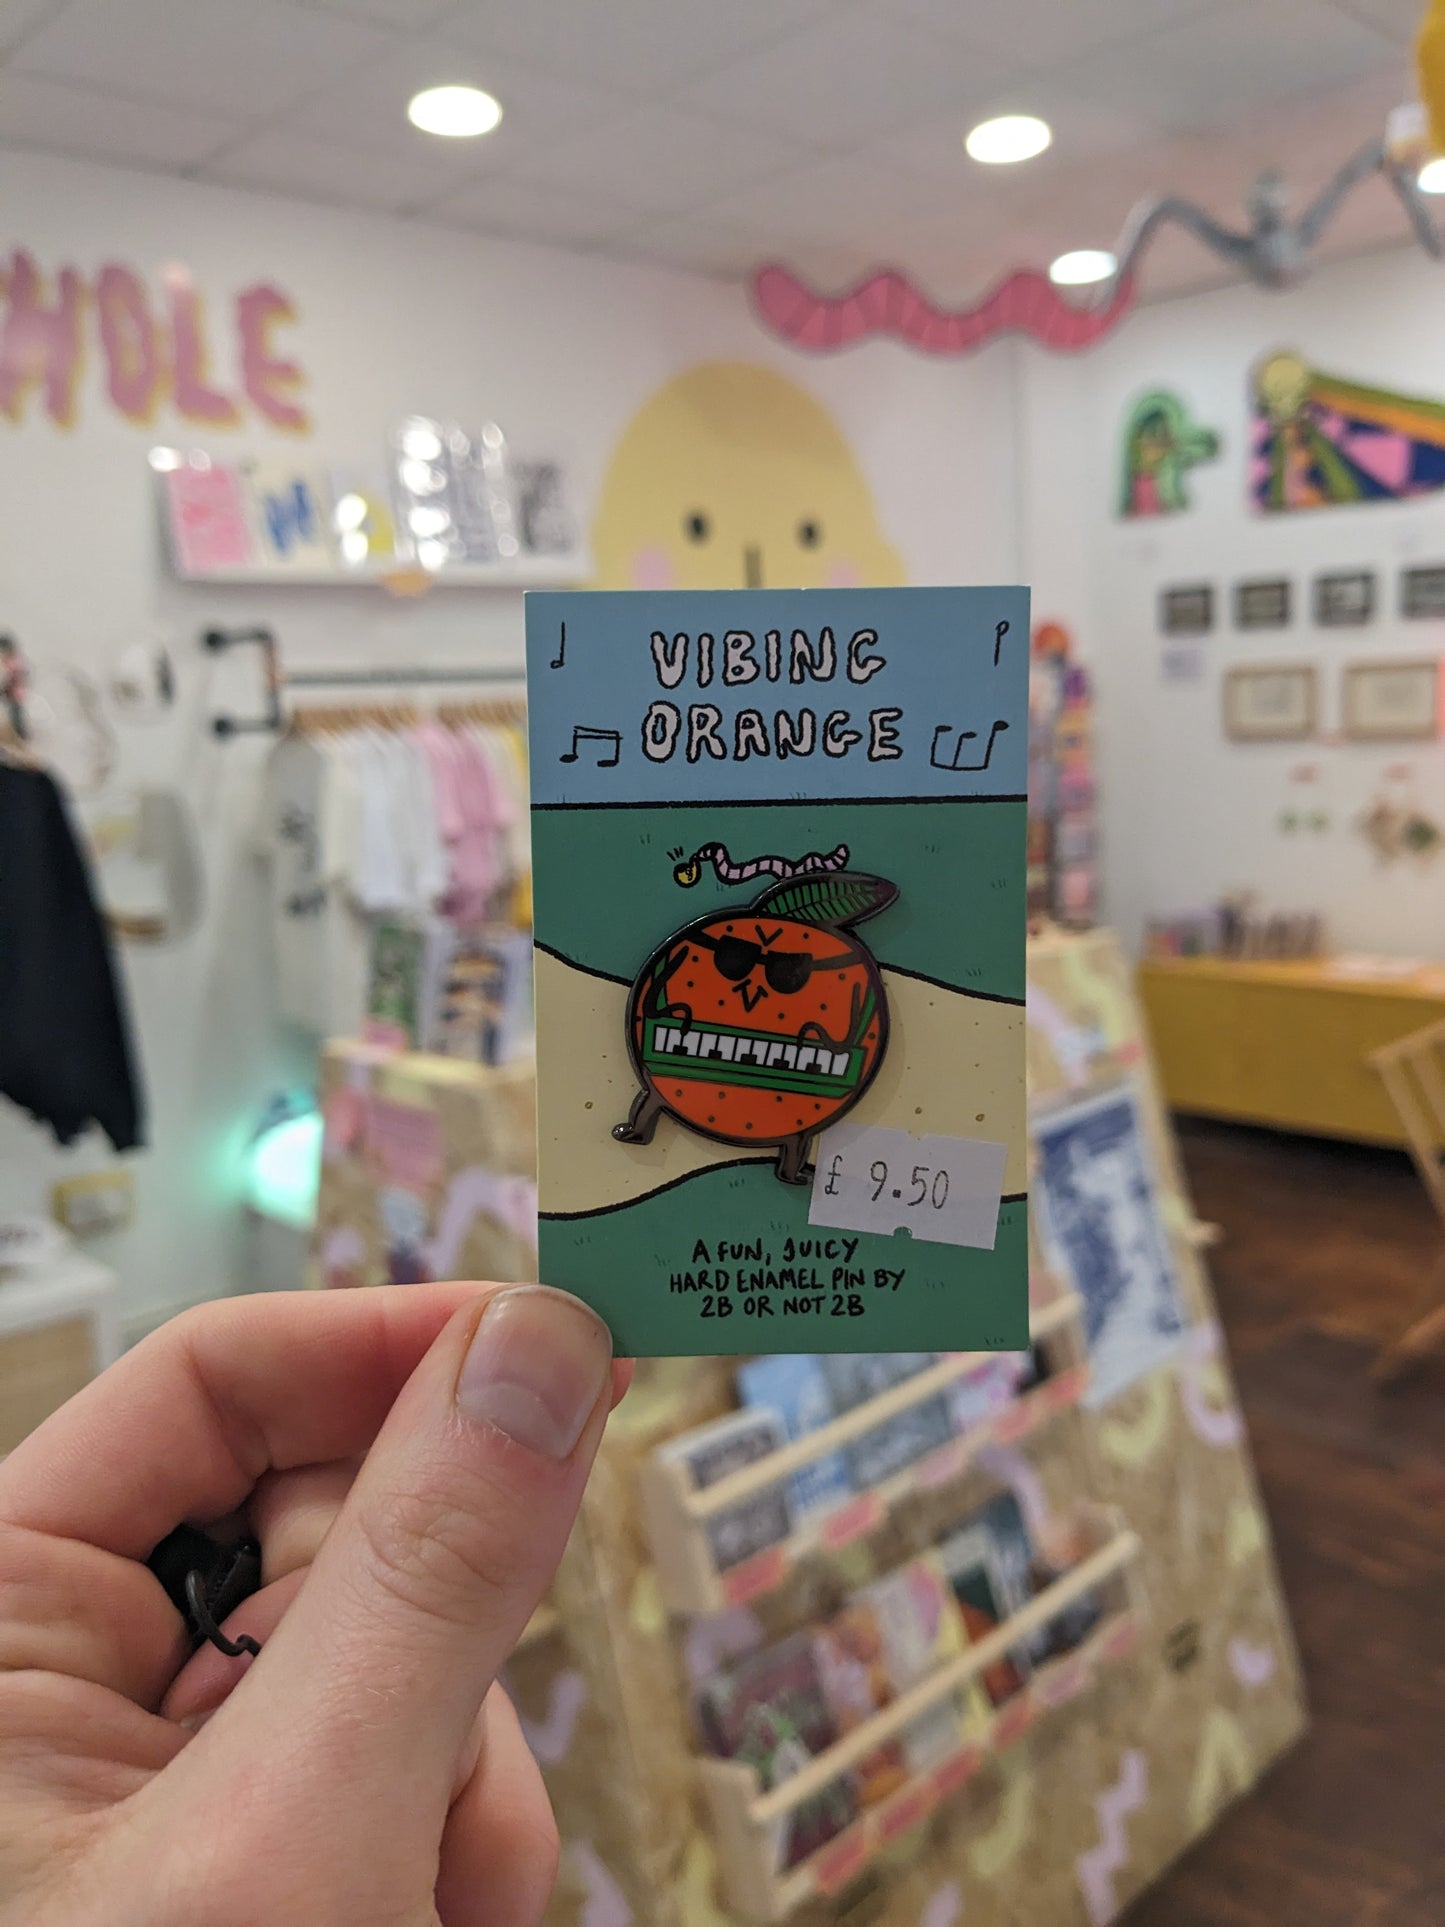 HOLE
VIBING
ORANGE
£ 9.50
A FUN, JUICY
HARD ENAMEL PIN BY
2B OR NOT 2B